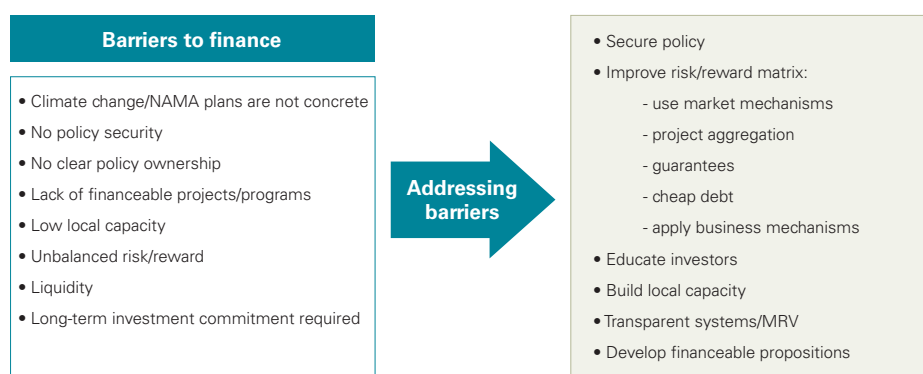 Barriers to finance
• Climate change/NAMA plans are not concrete
• No policy security
• No clear policy ownership
• Lack of financeable projects/programs
• Low local capacity
• Unbalanced risk/reward
• Liquidity
• Long-term investment commitment required
Addressing
barriers
• Secure policy
• Improve risk/reward matrix:
- use market mechanisms
- project aggregation
- guarantees
- cheap debt
- apply business mechanisms
• Educate investors
• Build local capacity
• Transparent systems/MRV
• Develop financeable propositions